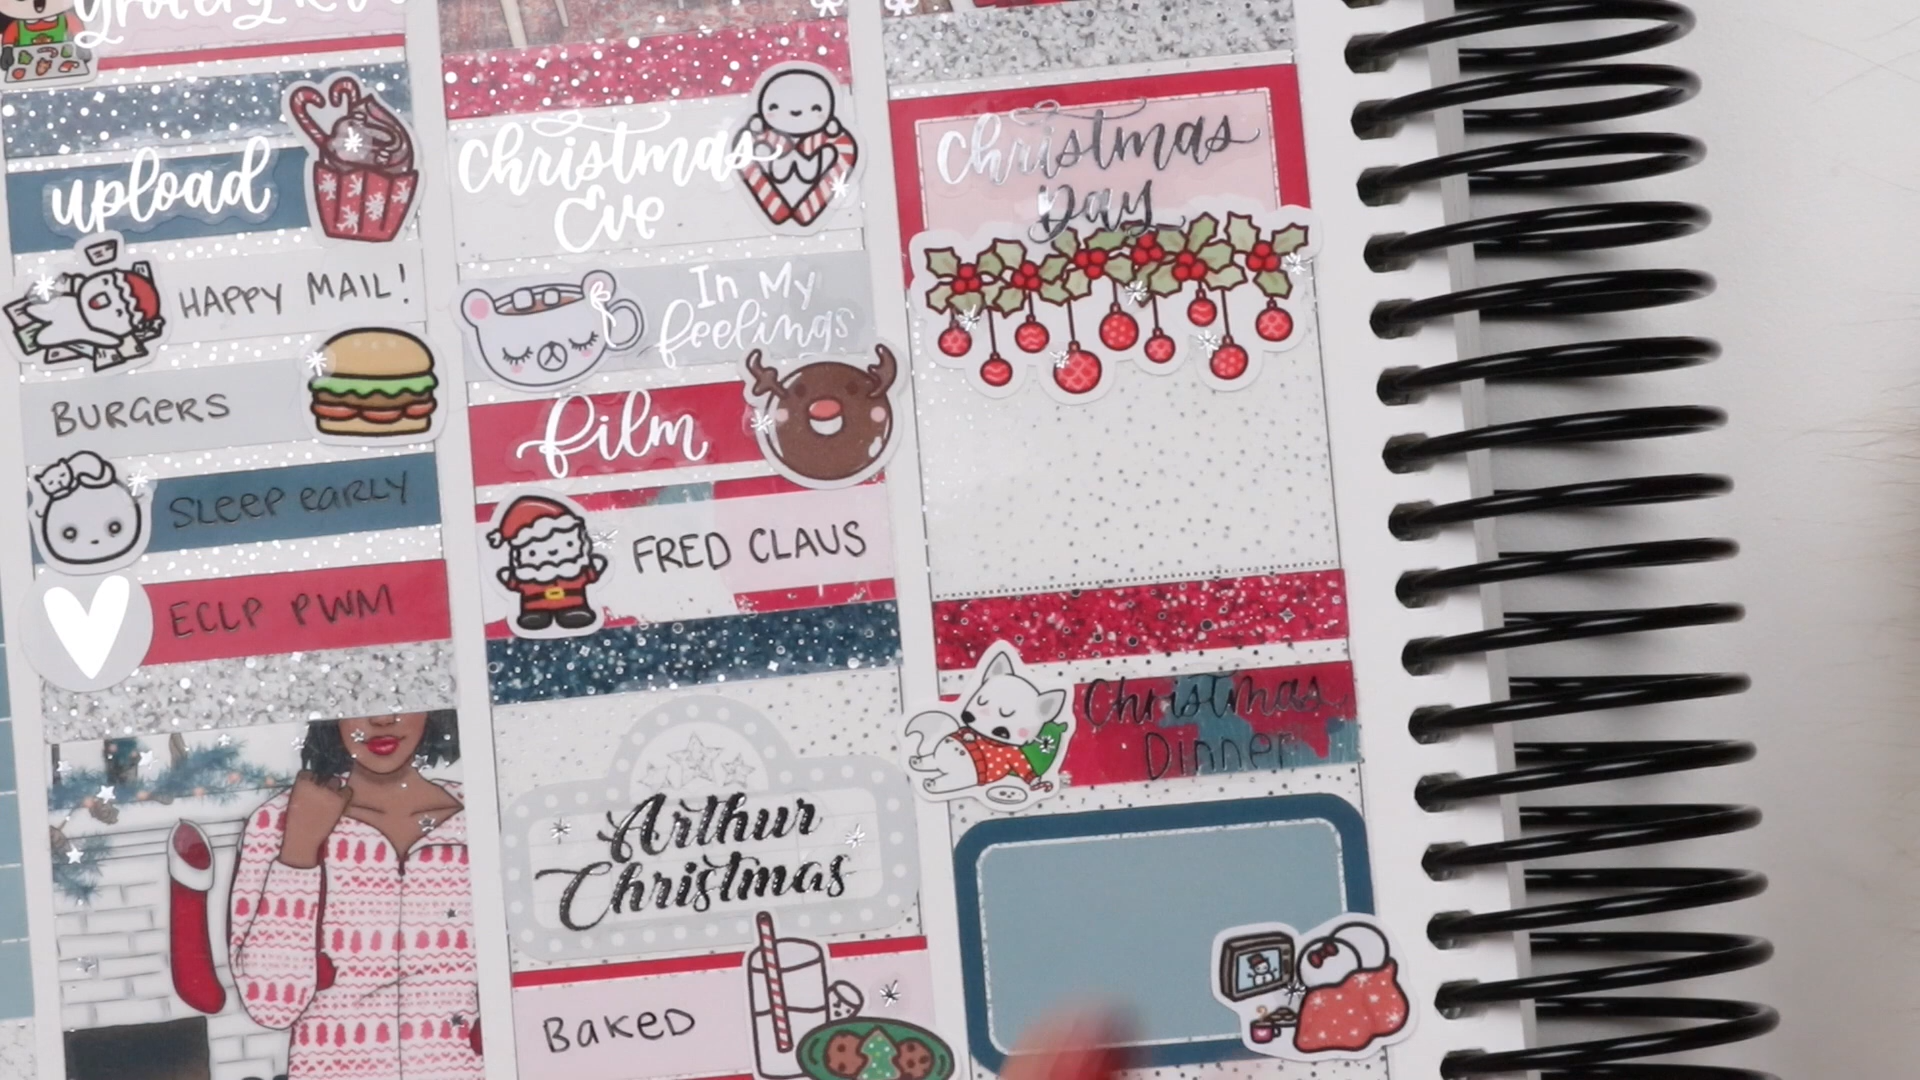 upload
HAPPY MAIL!
BURGERS
SLEEP EARLY
ECLP PWM
Christmas
Eve
In My
feelings
film
FRED CLAUS
Arthur
Christmas
BAKED
Christmas
Day
Christmas
Dinner